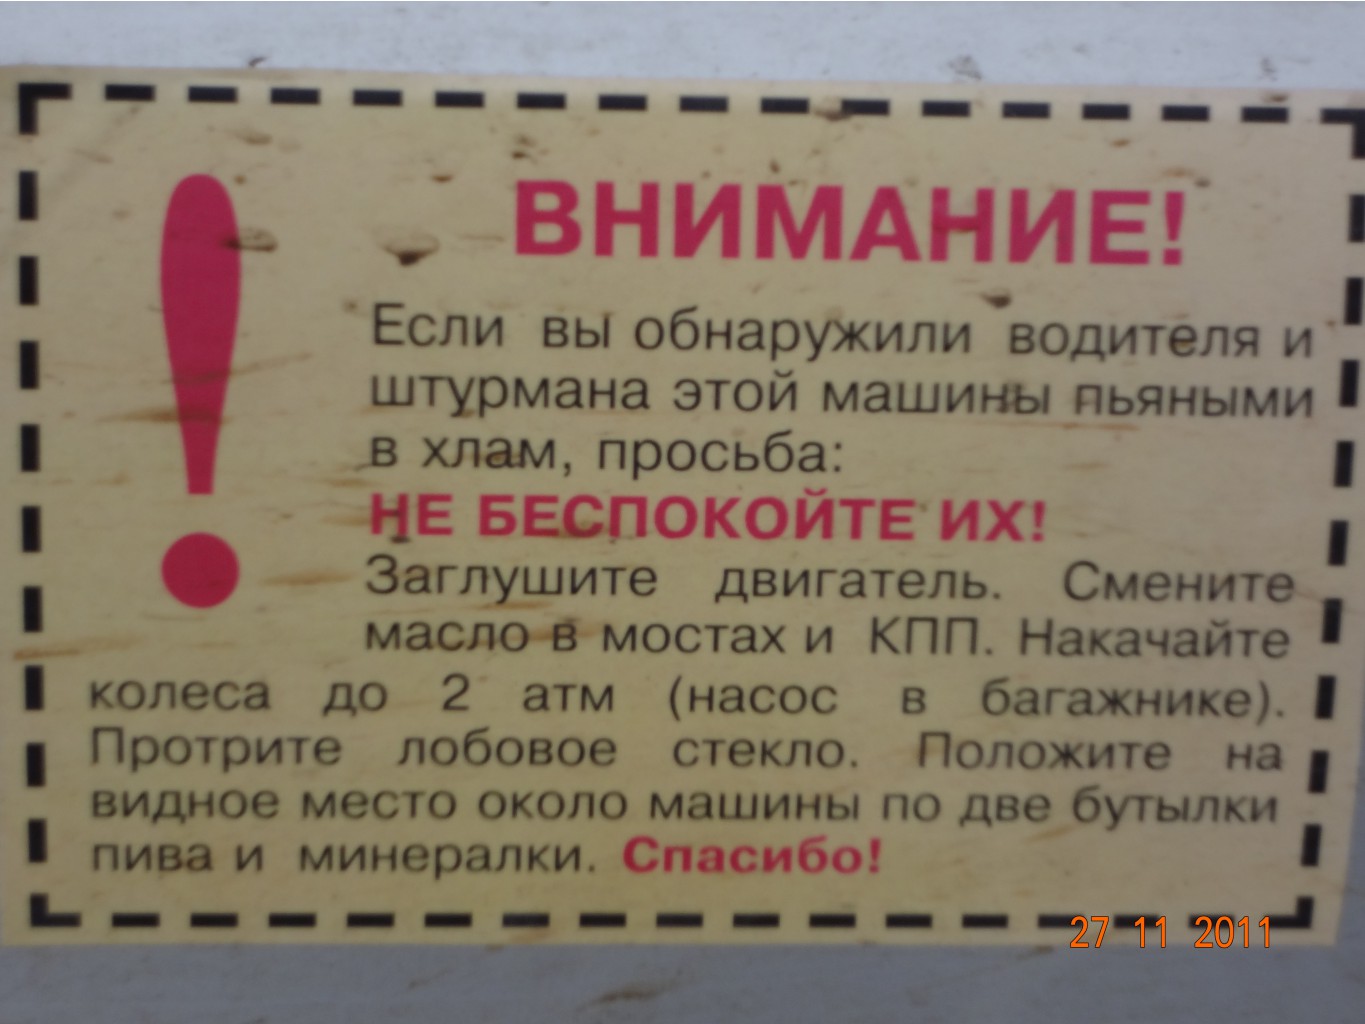 ВНИМАНИЕ!
Если вы обнаружили водителя и
штурмана этой машины пьяными
в хлам, просьба:
НЕ БЕСПОКОЙТЕ ИХ!
Заглушите двигатель. Смените
масло в мостах и КПП. Накачайте
колеса до 2 атм (насос в багажнике).
Протрите лобовое стекло. Положите на
видное место около машины по две бутылки
пива и минералки. Спасибо!
27 11 2011